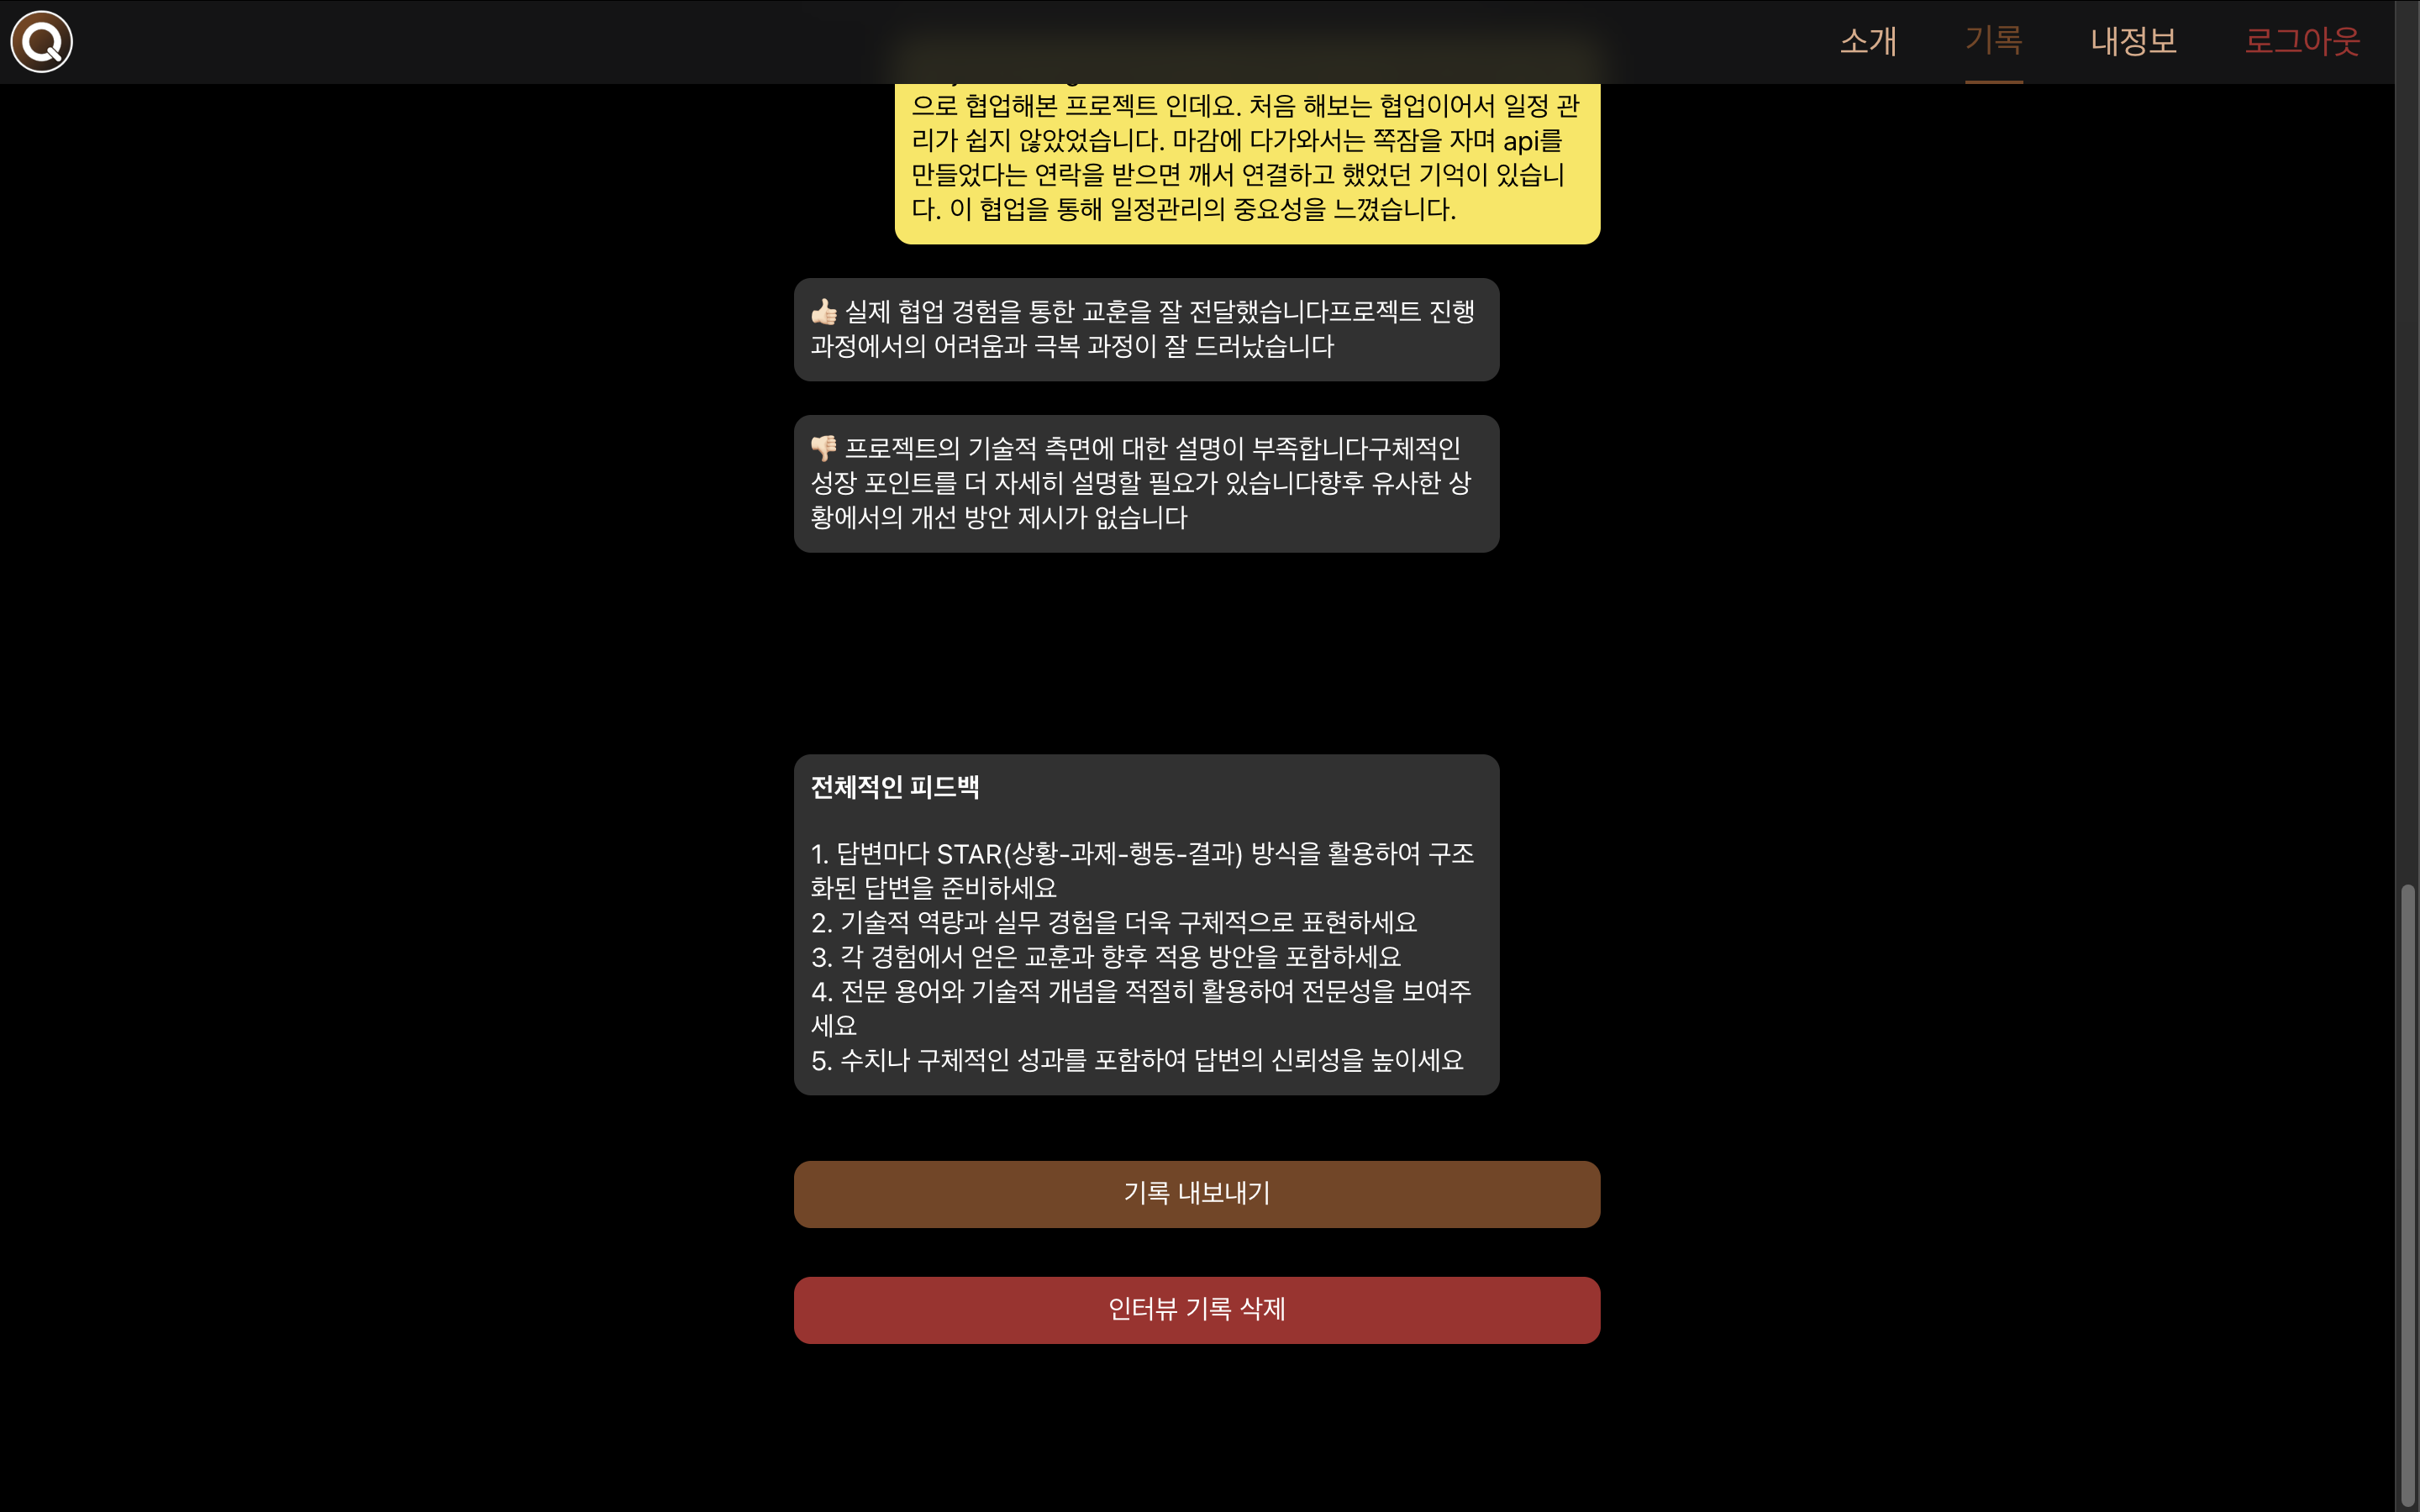 소개
기록
내정보
로그아웃
으로 협업해본 프로젝트 인데요. 처음 해보는 협업이어서 일정 관
리가 쉽지 않았었습니다. 마감에 다가와서는 쪽잠을 자며 api를
만들었다는 연락을 받으면 깨서 연결하고 했었던 기억이 있습니
다. 이 협업을 통해 일정관리의 중요성을 느꼈습니다.
👍🏻 실제 협업 경험을 통한 교훈을 잘 전달했습니다프로젝트 진행
과정에서의 어려움과 극복 과정이 잘 드러났습니다
👎🏻 프로젝트의 기술적 측면에 대한 설명이 부족합니다구체적인
성장 포인트를 더 자세히 설명할 필요가 있습니다향후 유사한 상
황에서의 개선 방안 제시가 없습니다
전체적인 피드백
1. 답변마다 STAR(상황-과제-행동-결과) 방식을 활용하여 구조
화된 답변을 준비하세요
2. 기술적 역량과 실무 경험을 더욱 구체적으로 표현하세요
3. 각 경험에서 얻은 교훈과 향후 적용 방안을 포함하세요
4. 전문 용어와 기술적 개념을 적절히 활용하여 전문성을 보여주
세요
5. 수치나 구체적인 성과를 포함하여 답변의 신뢰성을 높이세요
기록 내보내기
인터뷰 기록 삭제